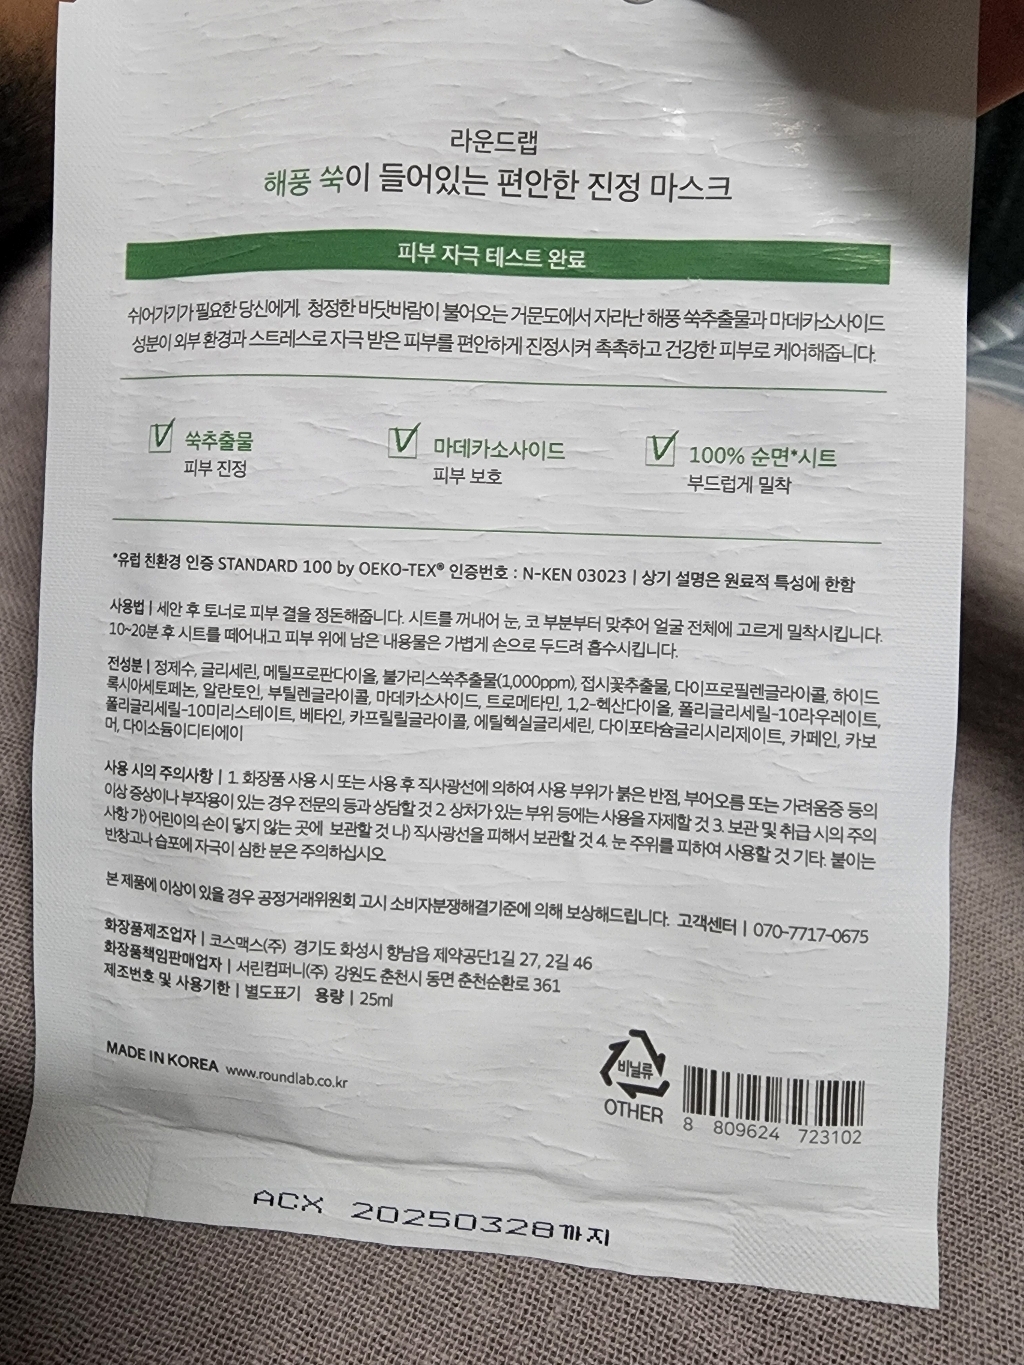 라운드랩
해풍 쑥이 들어있는 편안한 진정 마스크
피부 자극 테스트 완료
쉬어가기가 필요한 당신에게. 청정한 바닷바람이 불어오는 거문도에서 자라난 해풍 쑥추출물과 마데카소사이드
성분이 외부 환경과 스트레스로 자극 받은 피부를 편안하게 진정시켜 촉촉하고 건강한 피부로 케어해줍니다.
쑥추출물
피부 진정
마데카소사이드
피부 보호
100% 순면*시트
부드럽게 밀착
*유럽 친환경 인증 STANDARD 100 by OEKO-TEX® 인증번호 : N-KEN 03023 | 상기 설명은 원료적 특성에 한함
사용법 | 세안 후 토너로 피부 결을 정돈해줍니다. 시트를 꺼내어 눈, 코 부분부터 맞추어 얼굴 전체에 고르게 밀착시킵니다.
10~20분 후 시트를 떼어내고 피부 위에 남은 내용물은 가볍게 손으로 두드려 흡수시킵니다.
전성분 | 정제수, 글리세린, 메틸프로판다이올, 불가리스쑥추출물(1,000ppm), 접시꽃추출물, 다이프로필렌글라이콜, 하이드
록시아세토페논, 알란토인, 부틸렌글라이콜, 마데카소사이드, 트로메타민, 1,2-헥산다이올, 폴리글리세릴-10라우레이트,
폴리글리세릴-10미리스테이트, 베타인, 카프릴릴글라이콜, 에틸헥실글리세린, 다이포타슘글리시리제이트, 카페인, 카보
머, 다이소듐이디티에이
사용 시의 주의사항 | 1. 화장품 사용 시 또는 사용 후 직사광선에 의하여 사용 부위가 붉은 반점, 부어오름 또는 가려움증 등의
이상 증상이나 부작용이 있는 경우 전문의 등과 상담할 것 2. 상처가 있는 부위 등에는 사용을 자제할 것 3. 보관 및 취급 시의 주의
사항 가) 어린이의 손이 닿지 않는 곳에 보관할 것 나) 직사광선을 피해서 보관할 것 4. 눈 주위를 피하여 사용할 것 기타. 붙이는
반창고나 습포에 자극이 심한 분은 주의하십시오.
본 제품에 이상이 있을 경우 공정거래위원회 고시 소비자분쟁해결기준에 의해 보상해드립니다. 고객센터 | 070-7717-0675
화장품제조업자 | 코스맥스(주) 경기도 화성시 향남읍 제약공단1길 27, 2길 46
화장품책임판매업자 | 서린컴퍼니(주) 강원도 춘천시 동면 춘천순환로 361
제조번호 및 사용기한 | 별도표기 용량 | 25ml
MADE IN KOREA www.roundlab.co.kr
비닐류
OTHER
8 809624 723102
ACX 20250328까지